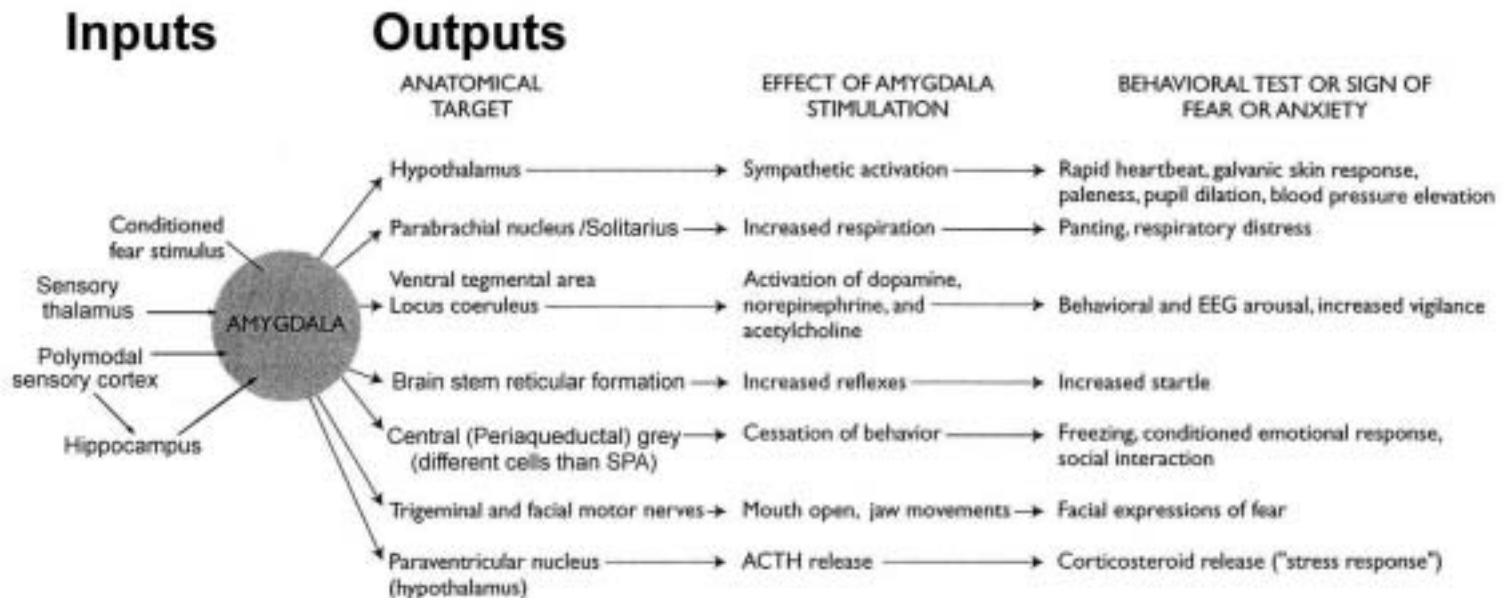 Inputs
Outputs
ANATOMICAL
TARGET
EFFECT OF AMYGDALA
STIMULATION
BEHAVIORAL TEST OR SIGN OF
FEAR OR ANXIETY
Conditioned
fear stimulus
Sensory
thalamus
Polymodal
sensory cortex
Hippocampus
AMYGDALA
Hypothalamus
Sympathetic activation
Rapid heartbeat, galvanic skin response,
paleness, pupil dilation, blood pressure elevation
Parabrachial nucleus /Solitarius
Increased respiration
Panting, respiratory distress
Ventral tegmental area
Locus coeruleus
Activation of dopamine,
norepinephrine, and
acetylcholine
Behavioral and EEG arousal, increased vigilance
Brain stem reticular formation
Increased reflexes
Increased startle
Central (Periaqueductal) grey
(different cells than SPA)
Cessation of behavior
Freezing, conditioned emotional response,
social interaction
Trigeminal and facial motor nerves
Mouth open, jaw movements
Facial expressions of fear
Paraventricular nucleus
(hypothalamus)
ACTH release
Corticosteroid release ("stress response")